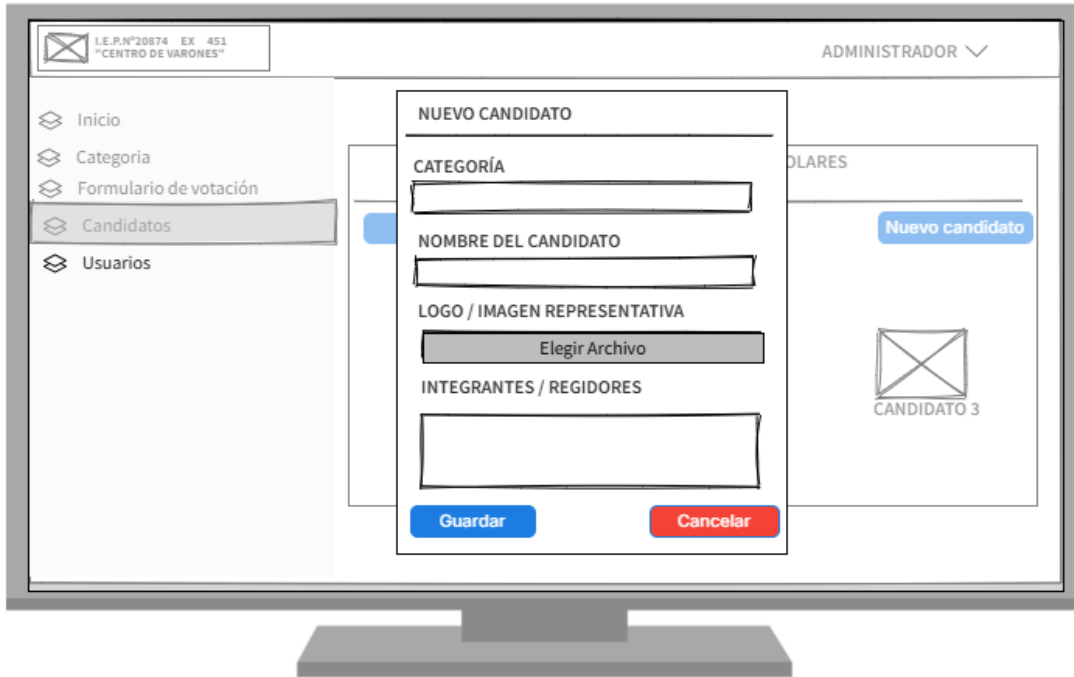 I.E.P.Nº20874 EX 451
"CENTRO DE VARONES"
ADMINISTRADOR
Inicio
Categoria
Formulario de votación
Candidatos
Usuarios
NUEVO CANDIDATO
CATEGORÍA
OLARES
NOMBRE DEL CANDIDATO
Nuevo candidato
LOGO / IMAGEN REPRESENTATIVA
Elegir Archivo
INTEGRANTES / REGIDORES
CANDIDATO 3
Guardar
Cancelar